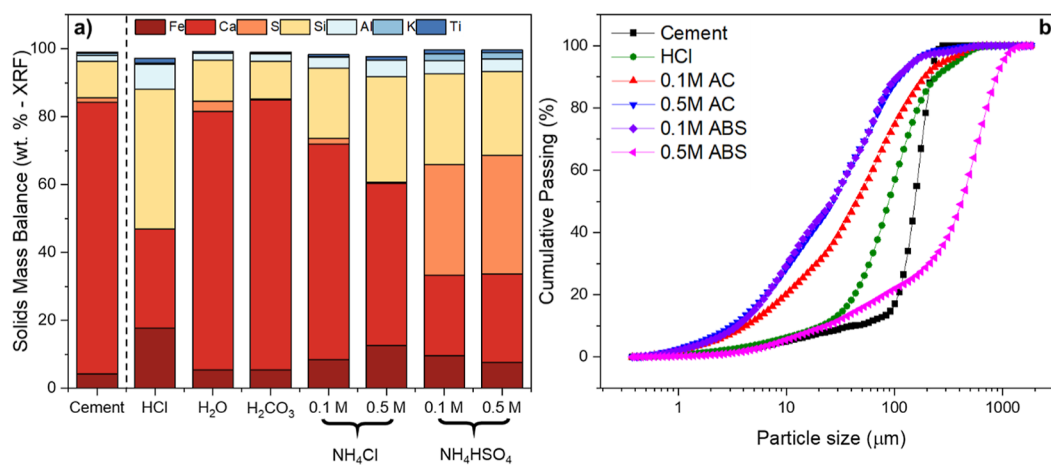 a)
Fe Ca S Si Al K Ti
Solids Mass Balance (wt. % - XRF)
100
80
60
40
20
0
Cement HCl H₂O H₂CO₃ 0.1 M 0.5 M 0.1 M 0.5 M
NH₄Cl NH₄HSO₄
b
Cement
HCl
0.1M AC
0.5M AC
0.1M ABS
0.5M ABS
Cumulative Passing (%)
100
80
60
40
20
0
1 10 100 1000
Particle size (μm)